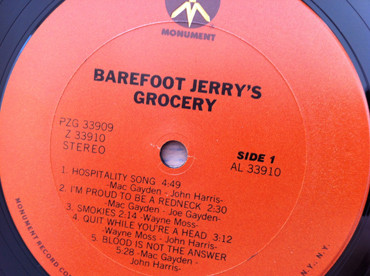 MONUMENT
BAREFOOT JERRY'S
GROCERY
PZG 33909
Z 33910
STEREO
SIDE 1
AL 33910
1. HOSPITALITY SONG 4:49
-Mac Gayden - John Harris-
2. I'M PROUD TO BE A REDNECK 2:30
-Mac Gayden - Joe Gayden-
3. SMOKIES 2:14 -Wayne Moss-
4. QUIT WHILE YOU'RE A HEAD 3:12
-Wayne Moss - John Harris-
5. BLOOD IS NOT THE ANSWER
5:28 -Mac Gayden -
John Harris-
MONUMENT RECORD CO
N.Y.